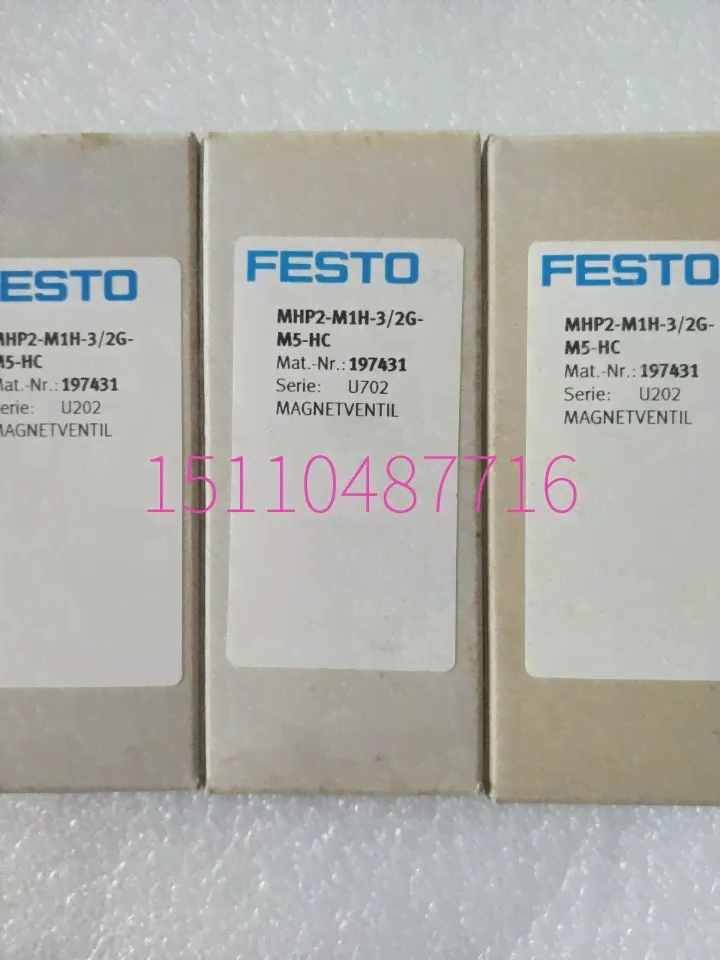 ESTO
MHP2-M1H-3/2G-
M5-HC
Mat.-Nr.: 197431
erie: U202
MAGNETVENTIL
FESTO
MHP2-M1H-3/2G-
M5-HC
Mat.-Nr.: 197431
Serie: U702
MAGNETVENTIL
FESTO
MHP2-M1H-3/2G-
M5-HC
Mat.-Nr.: 197431
Serie: U202
MAGNETVENTIL
15110487716